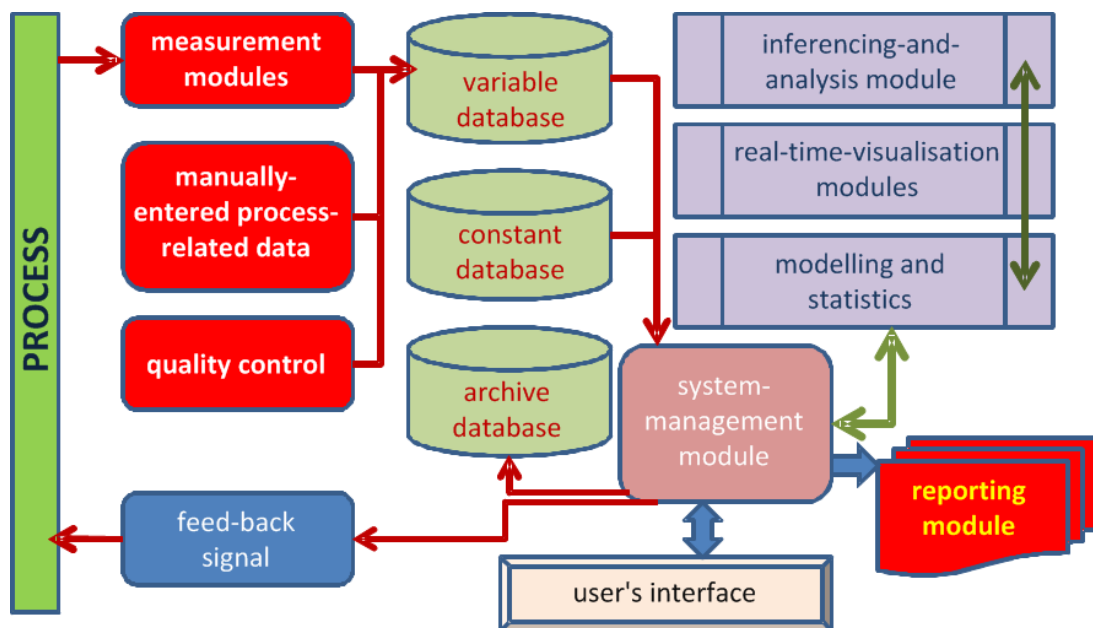 PROCESS
measurement
modules
manually-
entered process-
related data
quality control
feed-back
signal
variable
database
constant
database
archive
database
system-
management
module
user's interface
inferencing-and-
analysis module
real-time-visualisation
modules
modelling and
statistics
reporting
module